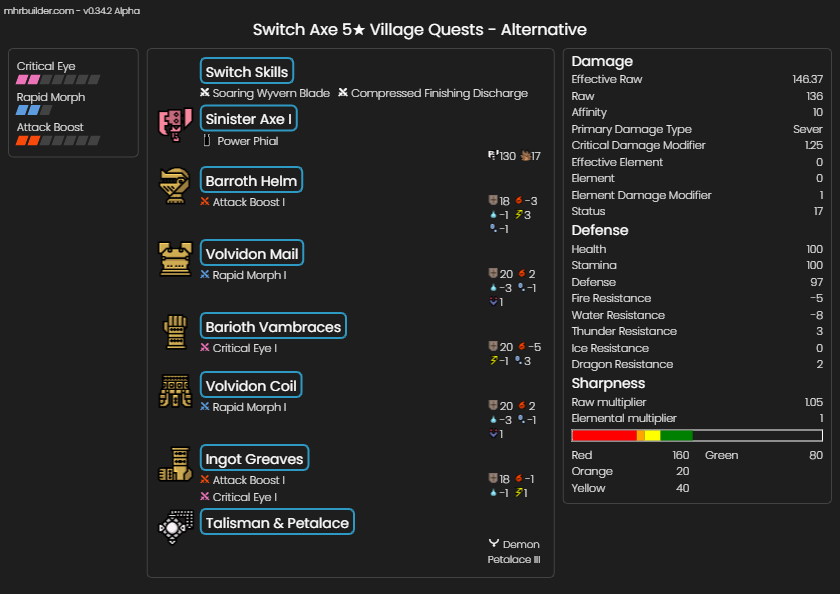 mhrbuilder.com - v0.34.2 Alpha
Switch Axe 5★ Village Quests - Alternative
Critical Eye
Rapid Morph
Attack Boost
Switch Skills
Soaring Wyvern Blade Compressed Finishing Discharge
Sinister Axe I
Power Phial
130 17
Barroth Helm
Attack Boost I
18 -3
-1 3
-1
Volvidon Mail
Rapid Morph I
20 2
-3 -1
1
Barioth Vambraces
Critical Eye I
20 -5
-1 3
Volvidon Coil
Rapid Morph I
20 2
-3 -1
1
Ingot Greaves
Attack Boost I
Critical Eye I
18 -1
-1 1
Talisman & Petalace
Demon
Petalace III
Damage
Effective Raw 146.37
Raw 136
Affinity 10
Primary Damage Type Sever
Critical Damage Modifier 1.25
Effective Element 0
Element 0
Element Damage Modifier 1
Status 17
Defense
Health 100
Stamina 100
Defense 97
Fire Resistance -5
Water Resistance -8
Thunder Resistance 3
Ice Resistance 0
Dragon Resistance 2
Sharpness
Raw multiplier 1.05
Elemental multiplier 1
Red 160 Green 80
Orange 20
Yellow 40